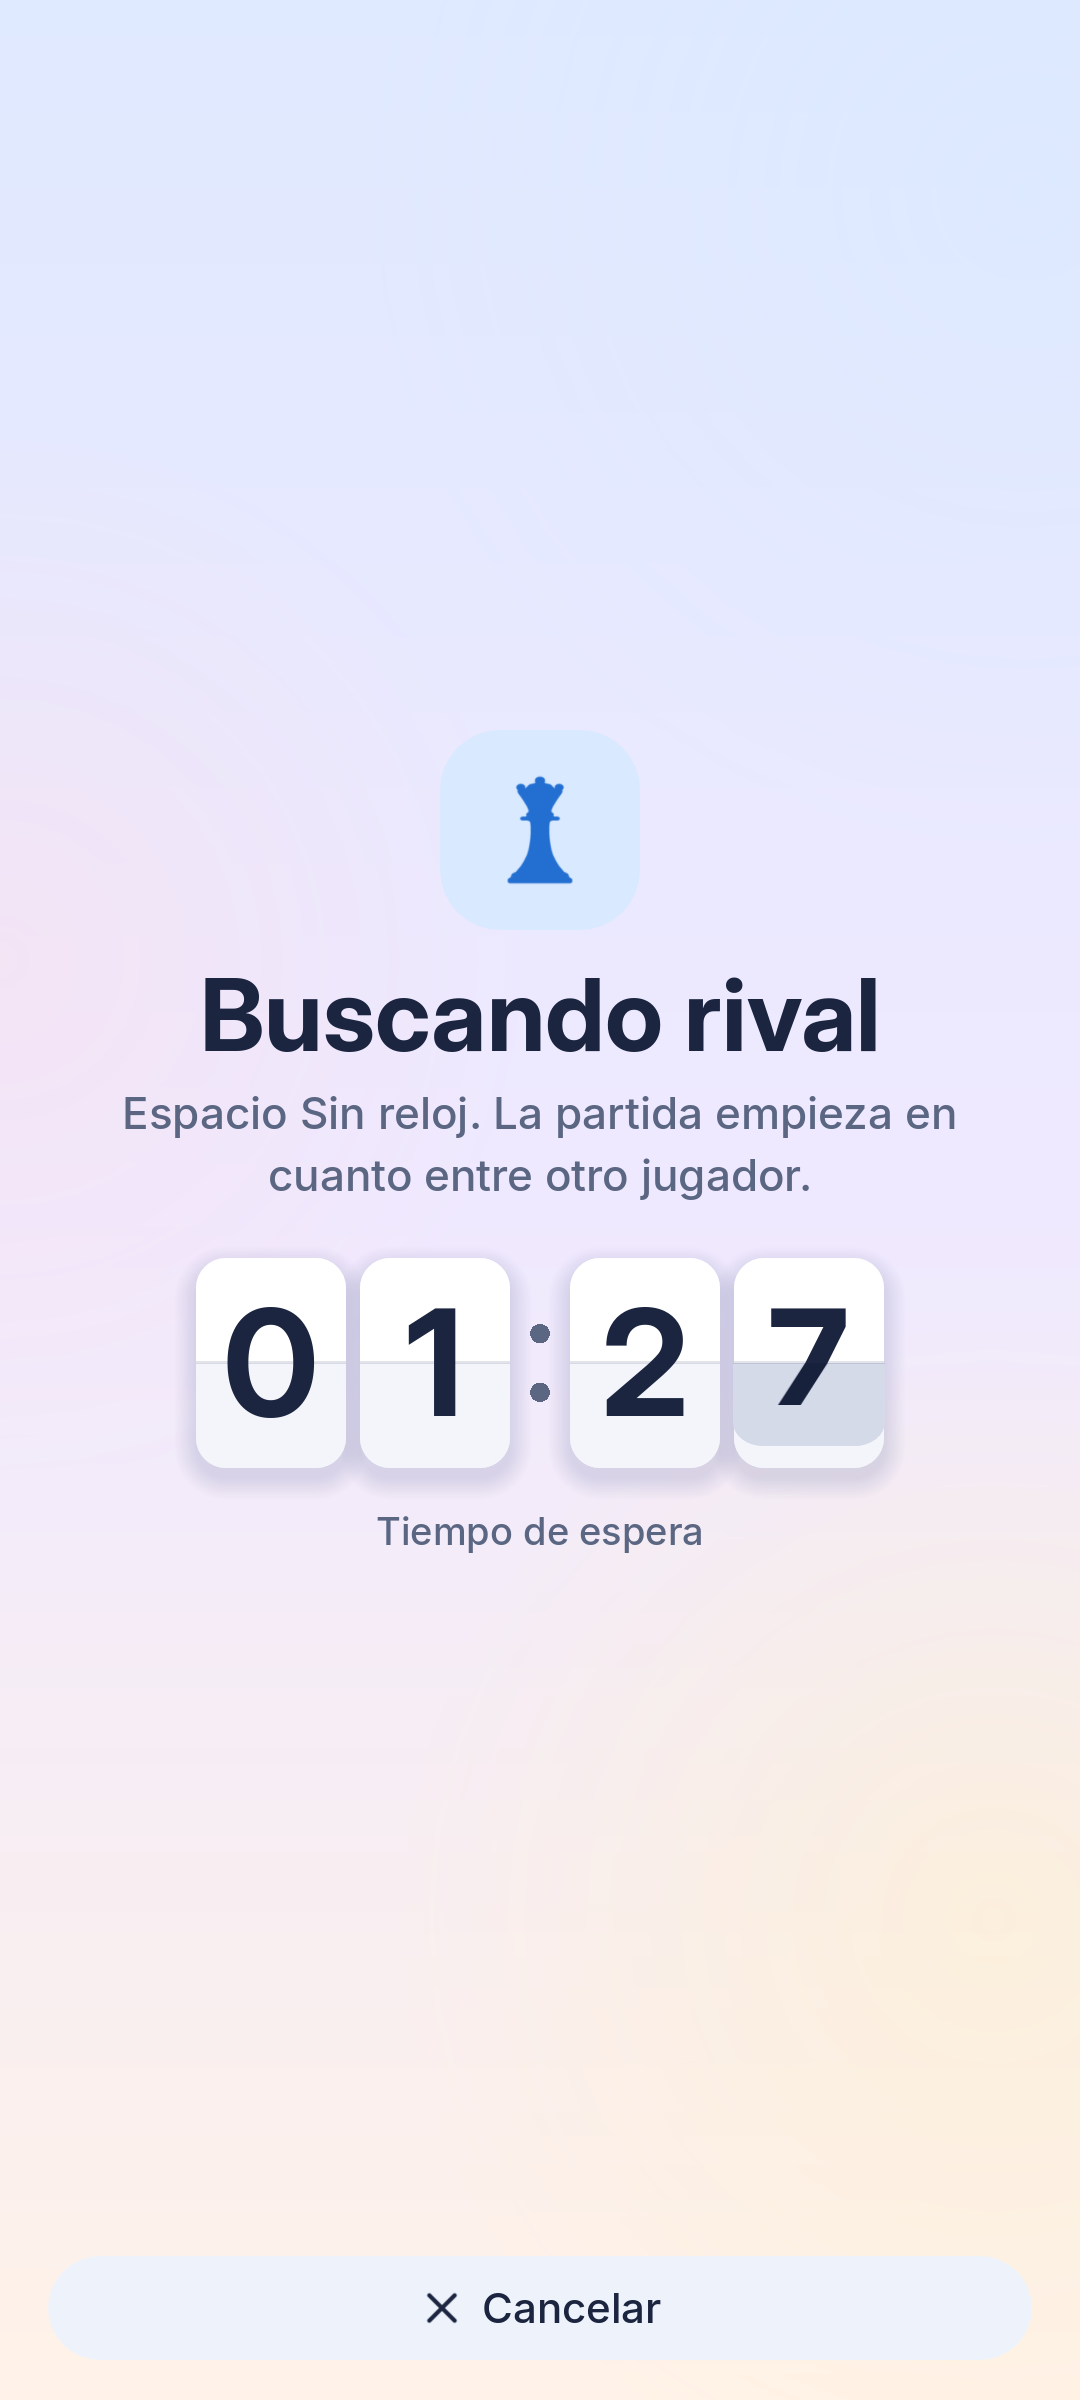 Buscando rival
Espacio Sin reloj. La partida empieza en
cuanto entre otro jugador.
01:27
Tiempo de espera
Cancelar